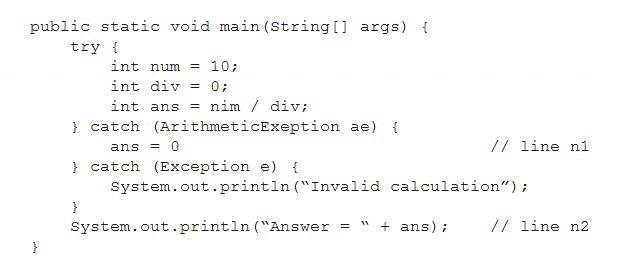 public static void main(String[] args) {
    try {
        int num = 10;
        int div = 0;
        int ans = nim / div;
    } catch (ArithmeticExeption ae) {
        ans = 0                               // line n1
    } catch (Exception e) {
        System.out.println(“Invalid calculation”);
    }
    System.out.println(“Answer = “ + ans);    // line n2
}